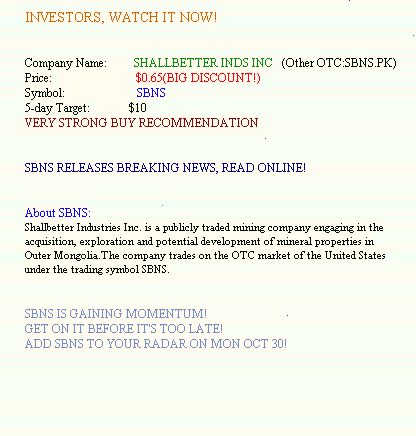 INVESTORS, WATCH IT NOW!
Company Name: SHALLBETTER INDS INC (Other OTC:SBNS.PK)
Price: $0.65(BIG DISCOUNT!)
Symbol: SBNS
5-day Target: $10
VERY STRONG BUY RECOMMENDATION
SBNS RELEASES BREAKING NEWS, READ ONLINE!
About SBNS:
Shallbetter Industries Inc. is a publicly traded mining company engaging in the
acquisition, exploration and potential development of mineral properties in
Outer Mongolia.The company trades on the OTC market of the United States
under the trading symbol SBNS.
SBNS IS GAINING MOMENTUM!
GET ON IT BEFORE IT'S TOO LATE!
ADD SBNS TO YOUR RADAR ON MON OCT 30!